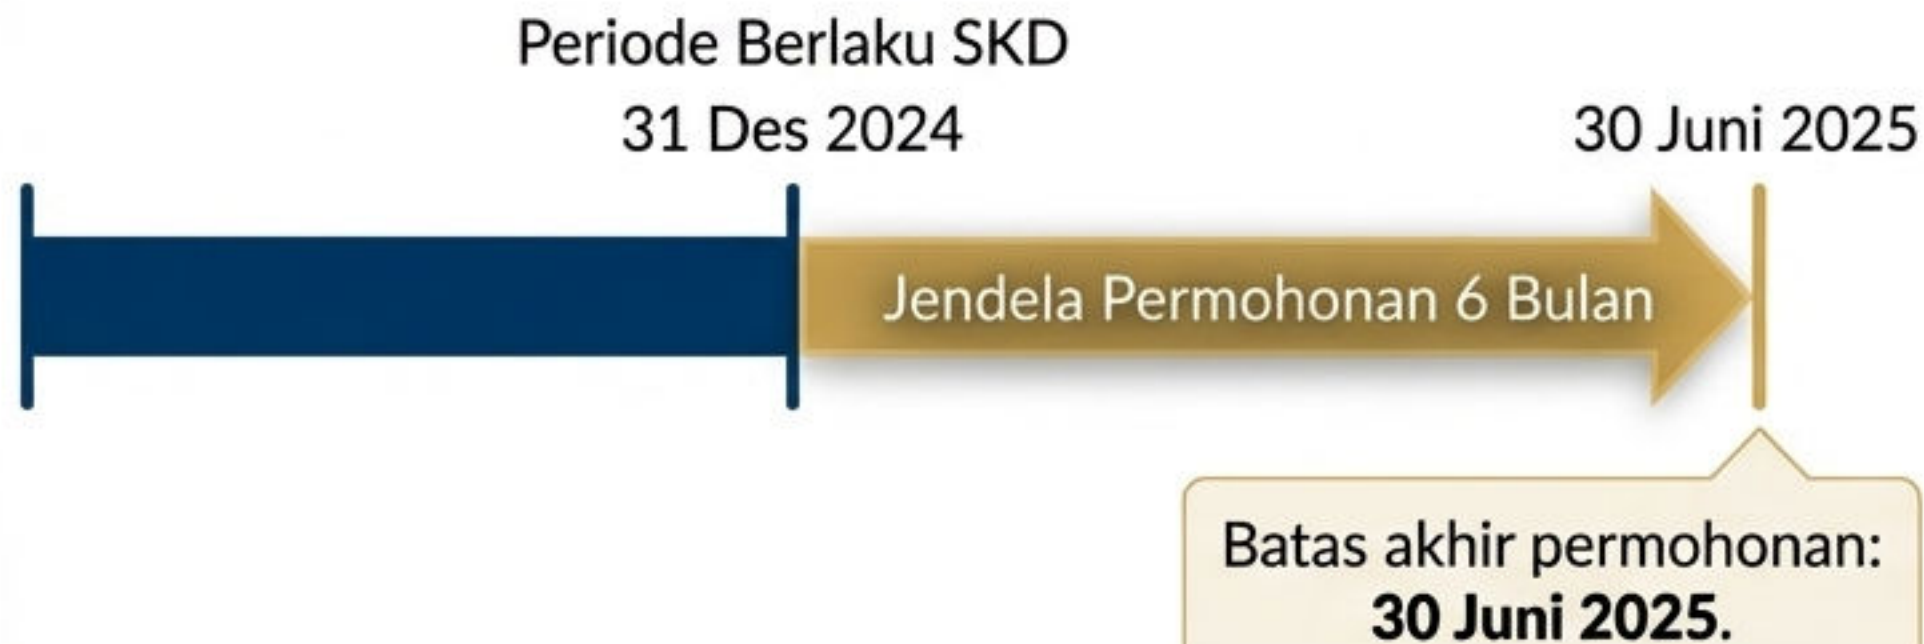 Periode Berlaku SKD
31 Des 2024
30 Juni 2025
Jendela Permohonan 6 Bulan
Batas akhir permohonan:
30 Juni 2025.